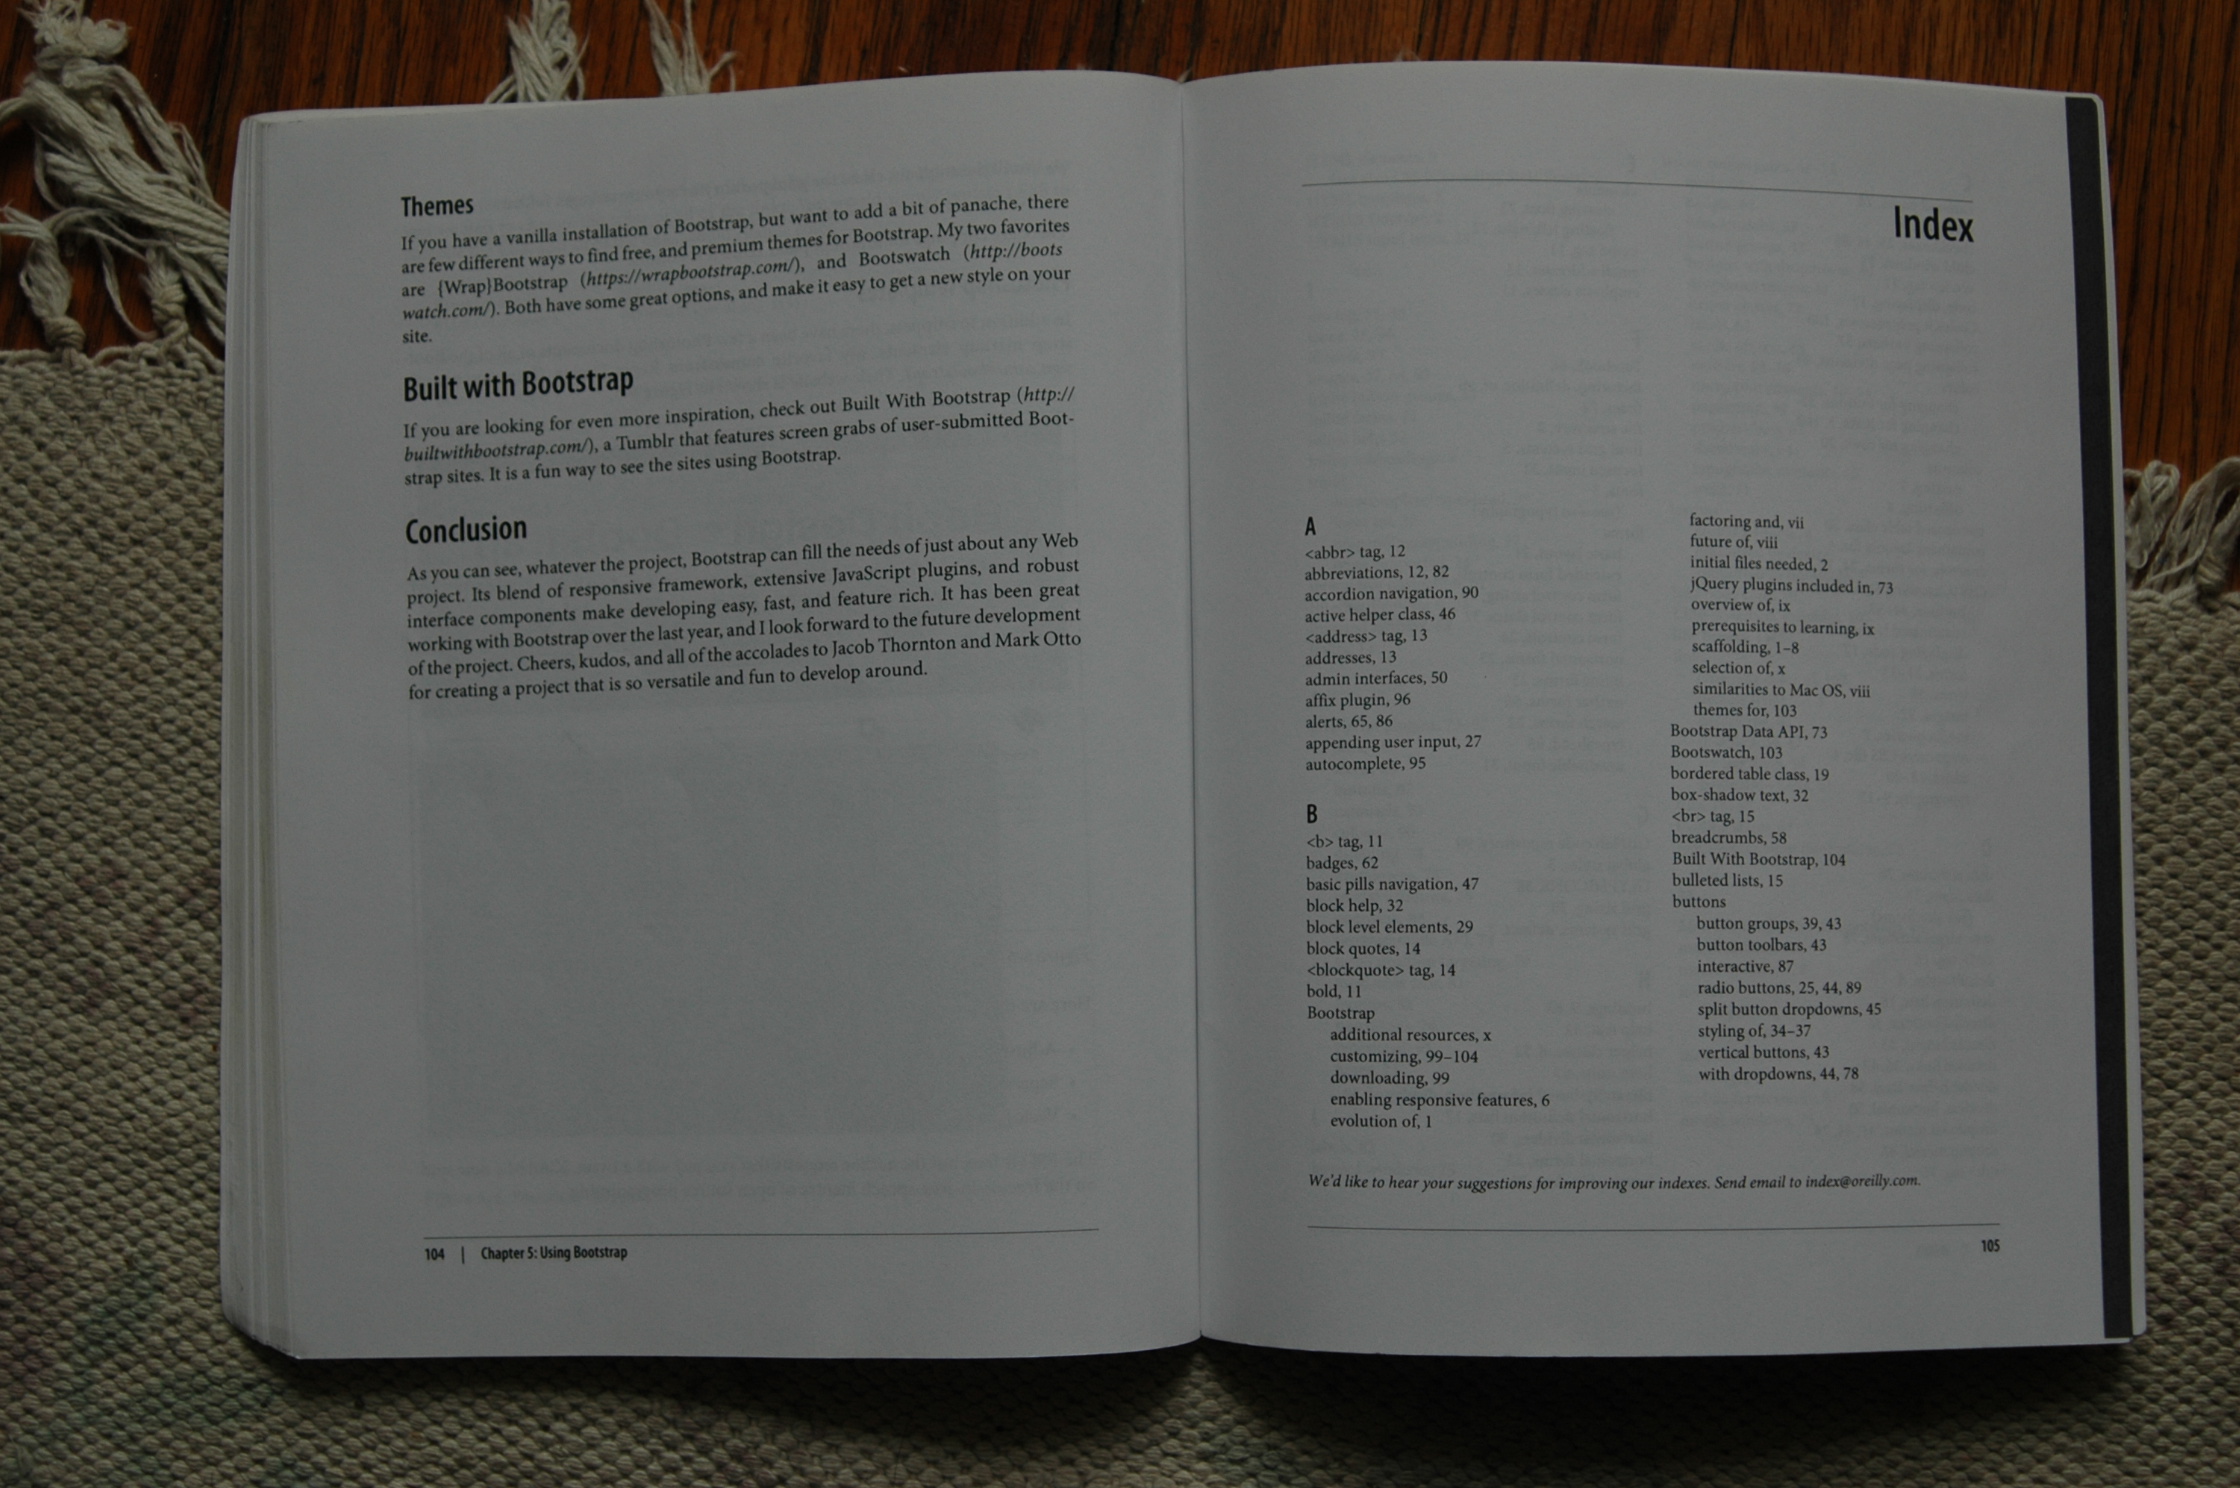 Themes
If you have a vanilla installation of Bootstrap, but want to add a bit of panache, there
are few different ways to find free, and premium themes for Bootstrap. My two favorites
are {Wrap}Bootstrap (https://wrapbootstrap.com/), and Bootswatch (http://boots
watch.com/). Both have some great options, and make it easy to get a new style on your
site.
Built with Bootstrap
If you are looking for even more inspiration, check out Built With Bootstrap (http://
builtwithbootstrap.com/), a Tumblr that features screen grabs of user-submitted Boot-
strap sites. It is a fun way to see the sites using Bootstrap.
Conclusion
As you can see, whatever the project, Bootstrap can fill the needs of just about any Web
project. Its blend of responsive framework, extensive JavaScript plugins, and robust
interface components make developing easy, fast, and feature rich. It has been great
working with Bootstrap over the last year, and I look forward to the future development
of the project. Cheers, kudos, and all of the accolades to Jacob Thornton and Mark Otto
for creating a project that is so versatile and fun to develop around.
104 | Chapter 5: Using Bootstrap
Index
A
<abbr> tag, 12
abbreviations, 12, 82
accordion navigation, 90
active helper class, 46
<address> tag, 13
addresses, 13
admin interfaces, 50
affix plugin, 96
alerts, 65, 86
appending user input, 27
autocomplete, 95
B
<b> tag, 11
badges, 62
basic pills navigation, 47
block help, 32
block level elements, 29
block quotes, 14
<blockquote> tag, 14
bold, 11
Bootstrap
additional resources, x
customizing, 99–104
downloading, 99
enabling responsive features, 6
evolution of, 1
factoring and, vii
future of, viii
initial files needed, 2
jQuery plugins included in, 73
overview of, ix
prerequisites to learning, ix
scaffolding, 1–8
selection of, x
similarities to Mac OS, viii
themes for, 103
Bootstrap Data API, 73
Bootswatch, 103
bordered table class, 19
box-shadow text, 32
<br> tag, 15
breadcrumbs, 58
Built With Bootstrap, 104
bulleted lists, 15
buttons
button groups, 39, 43
button toolbars, 43
interactive, 87
radio buttons, 25, 44, 89
split button dropdowns, 45
styling of, 34–37
vertical buttons, 43
with dropdowns, 44, 78
We'd like to hear your suggestions for improving our indexes. Send email to index@oreilly.com.
105